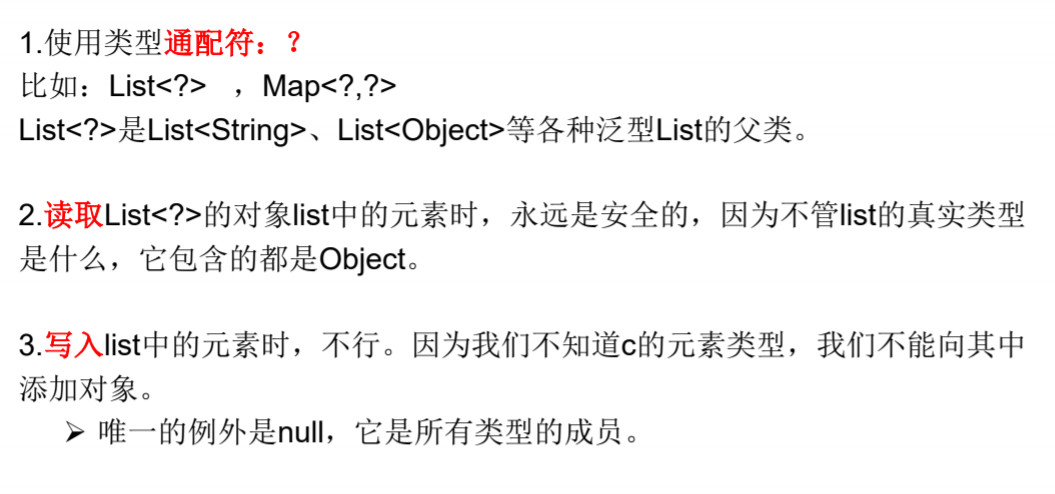 1.使用类型通配符：？
比如：List<?> ，Map<?,?>
List<?>是List<String>、List<Object>等各种泛型List的父类。
2.读取List<?>的对象list中的元素时，永远是安全的，因为不管list的真实类型
是什么，它包含的都是Object。
3.写入list中的元素时，不行。因为我们不知道c的元素类型，我们不能向其中
添加对象。
➢ 唯一的例外是null，它是所有类型的成员。